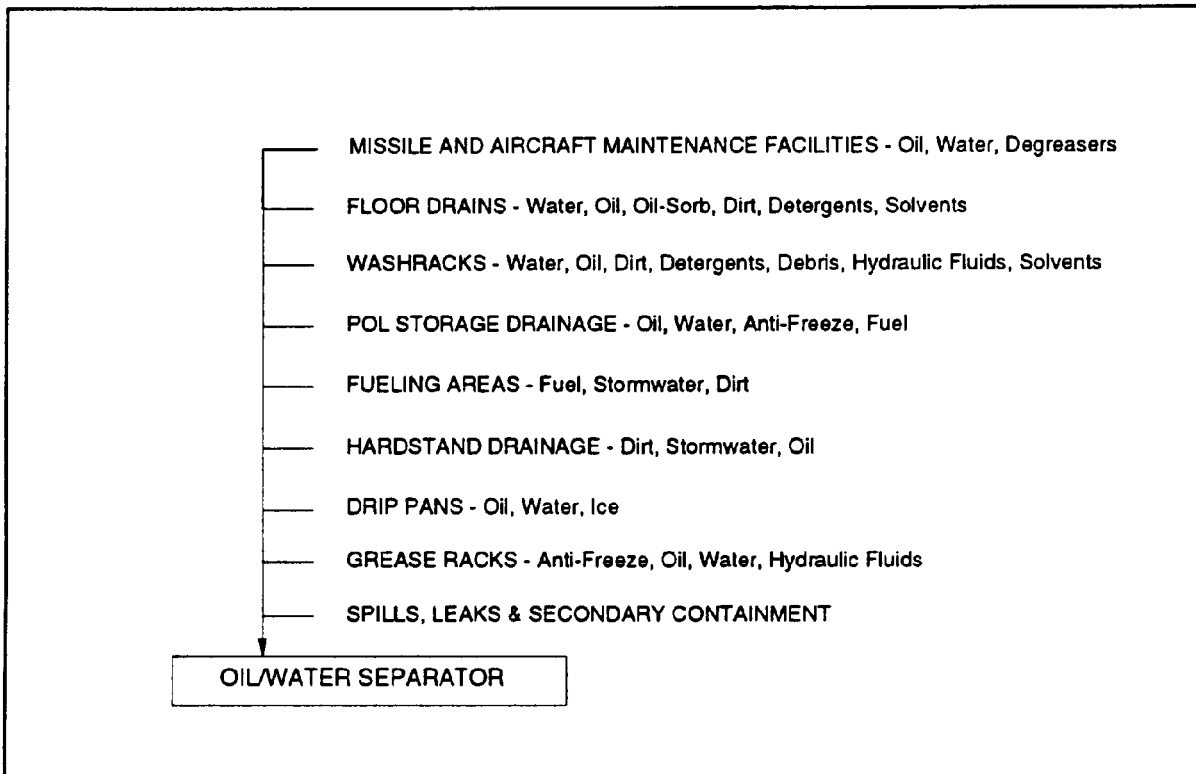 MISSILE AND AIRCRAFT MAINTENANCE FACILITIES - Oil, Water, Degreasers
FLOOR DRAINS - Water, Oil, Oil-Sorb, Dirt, Detergents, Solvents
WASHRACKS - Water, Oil, Dirt, Detergents, Debris, Hydraulic Fluids, Solvents
POL STORAGE DRAINAGE - Oil, Water, Anti-Freeze, Fuel
FUELING AREAS - Fuel, Stormwater, Dirt
HARDSTAND DRAINAGE - Dirt, Stormwater, Oil
DRIP PANS - Oil, Water, Ice
GREASE RACKS - Anti-Freeze, Oil, Water, Hydraulic Fluids
SPILLS, LEAKS & SECONDARY CONTAINMENT
OIL/WATER SEPARATOR